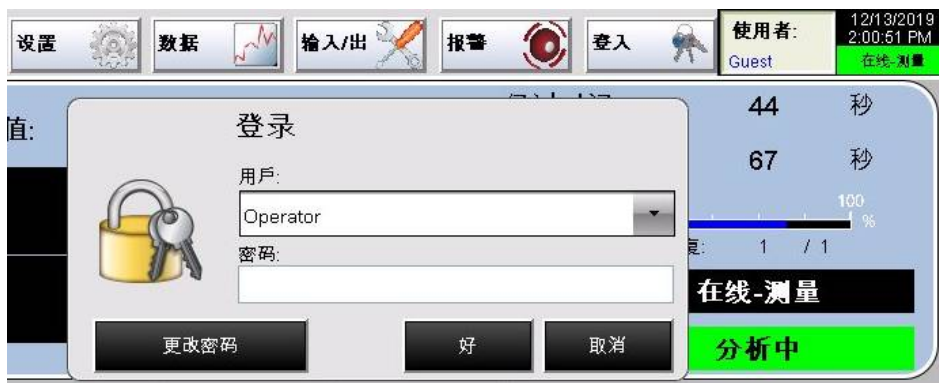 设置 数据 输入/出 报警 登入 使用者: 12/13/2019
Guest 2:00:51 PM
在线-测量
值: 44 秒
登录
用戶: 67 秒
Operator 100
%
密码: 复: 1 / 1
在线-测量
更改密码 好 取消 分析中